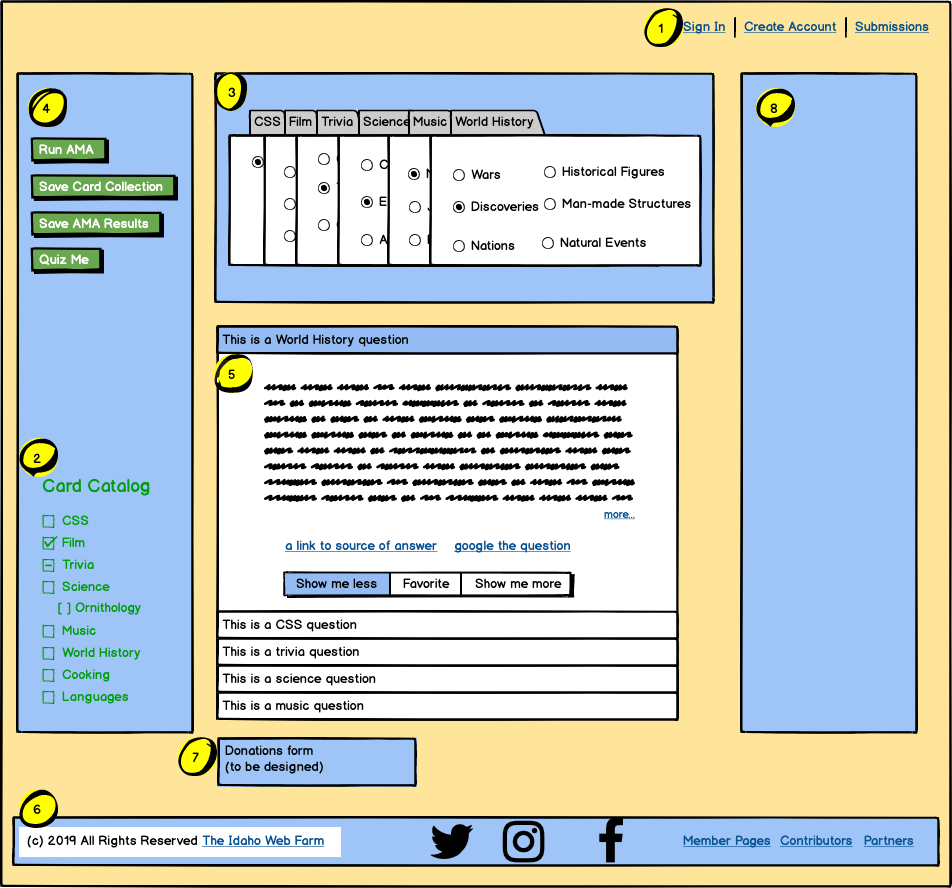 1 Sign In Create Account Submissions
4
Run AMA
Save Card Collection
Save AMA Results
Quiz Me
2
Card Catalog
CSS
Film
Trivia
Science
[ ] Ornithology
Music
World History
Cooking
Languages
3
CSS Film Trivia Science Music World History
Wars Historical Figures
Discoveries Man-made Structures
Nations Natural Events
8
This is a World History question
5
more...
a link to source of answer google the question
Show me less Favorite Show me more
This is a CSS question
This is a trivia question
This is a science question
This is a music question
7
Donations form
(to be designed)
6
(c) 2019 All Rights Reserved The Idaho Web Farm
Member Pages Contributors Partners